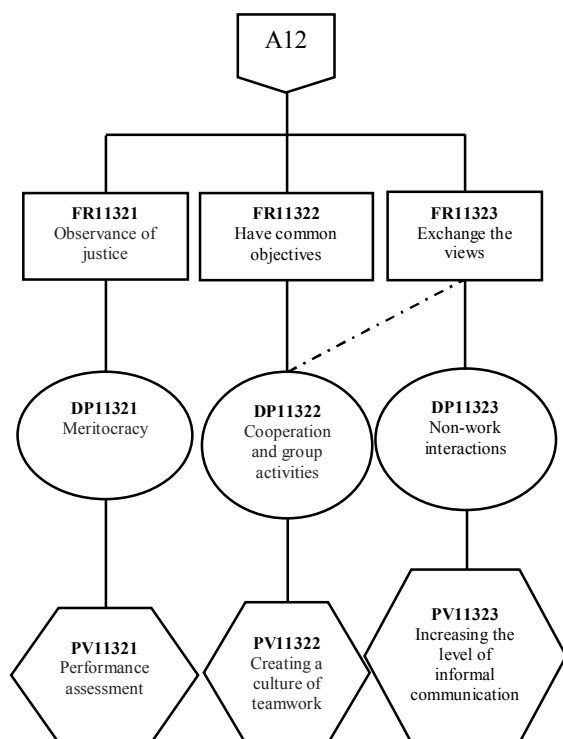 A12
FR11321
Observance of
justice
FR11322
Have common
objectives
FR11323
Exchange the
views
DP11321
Meritocracy
DP11322
Cooperation
and group
activities
DP11323
Non-work
interactions
PV11321
Performance
assessment
PV11322
Creating a
culture of
teamwork
PV11323
Increasing the
level of
informal
communication